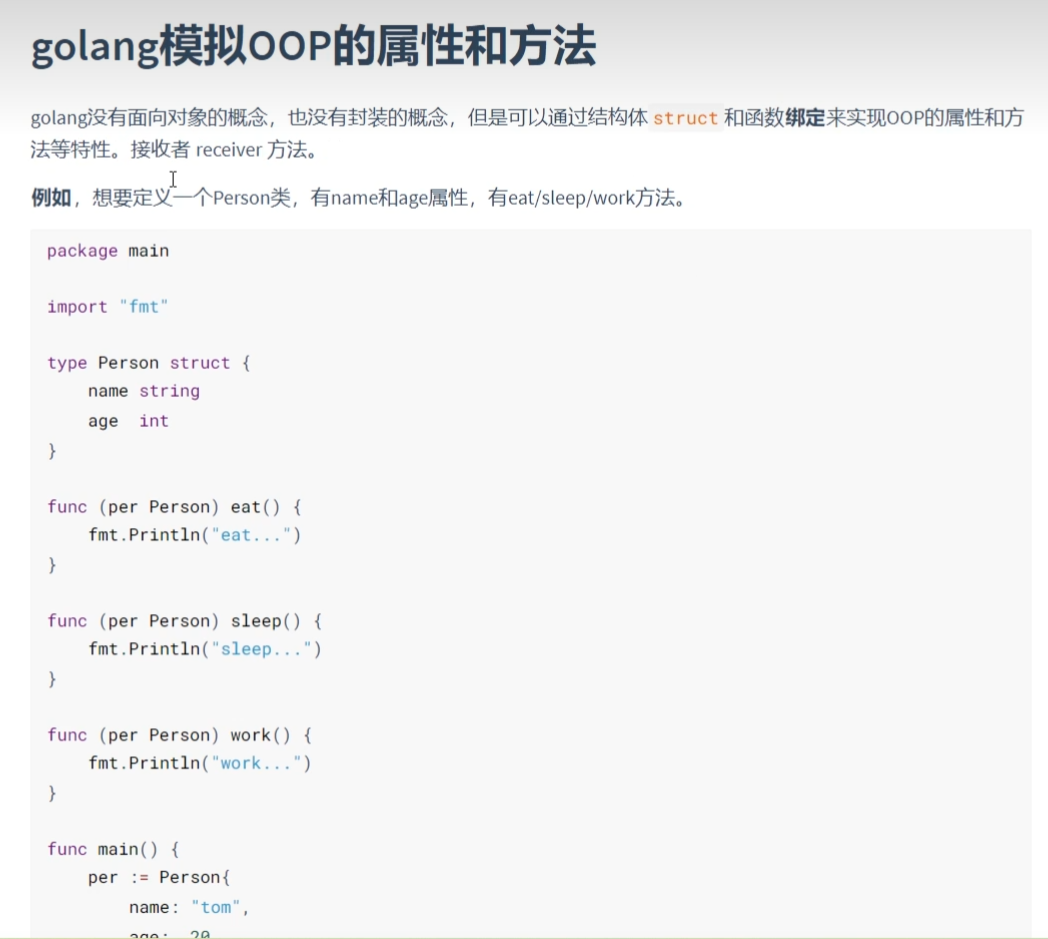 golang模拟OOP的属性和方法
golang没有面向对象的概念，也没有封装的概念，但是可以通过结构体 struct 和函数绑定来实现OOP的属性和方
法等特性。接收者 receiver 方法。
例如，想要定义一个Person类，有name和age属性，有eat/sleep/work方法。
package main
import "fmt"
type Person struct {
    name string
    age  int
}
func (per Person) eat() {
    fmt.Println("eat...")
}
func (per Person) sleep() {
    fmt.Println("sleep...")
}
func (per Person) work() {
    fmt.Println("work...")
}
func main() {
    per := Person{
        name: "tom",
        age:  20